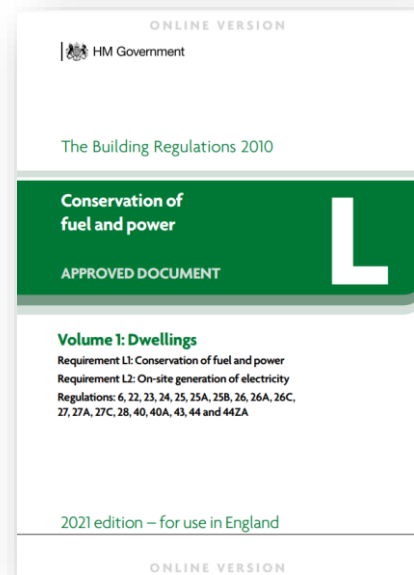 ONLINE VERSION
HM Government
The Building Regulations 2010
Conservation of
fuel and power
APPROVED DOCUMENT
L
Volume 1: Dwellings
Requirement L1: Conservation of fuel and power
Requirement L2: On-site generation of electricity
Regulations: 6, 22, 23, 24, 25, 25A, 25B, 26, 26A, 26C,
27, 27A, 27C, 28, 40, 40A, 43, 44 and 44ZA
2021 edition – for use in England
ONLINE VERSION